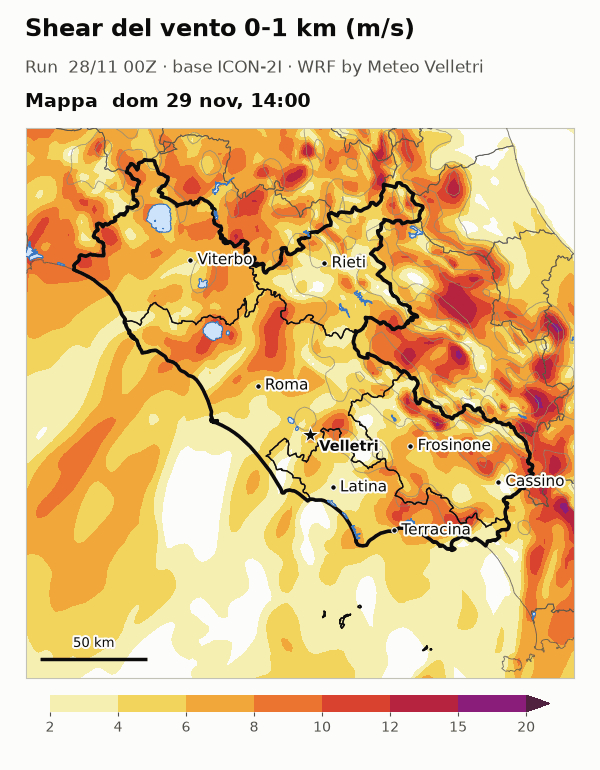 Shear del vento 0-1 km (m/s)
Run  28/11 00Z · base ICON-2I · WRF by Meteo Velletri
Mappa  dom 29 nov, 14:00
Viterbo
Rieti
Roma
Velletri
Frosinone
Latina
Cassino
Terracina
50 km
2 4 6 8 10 12 15 20